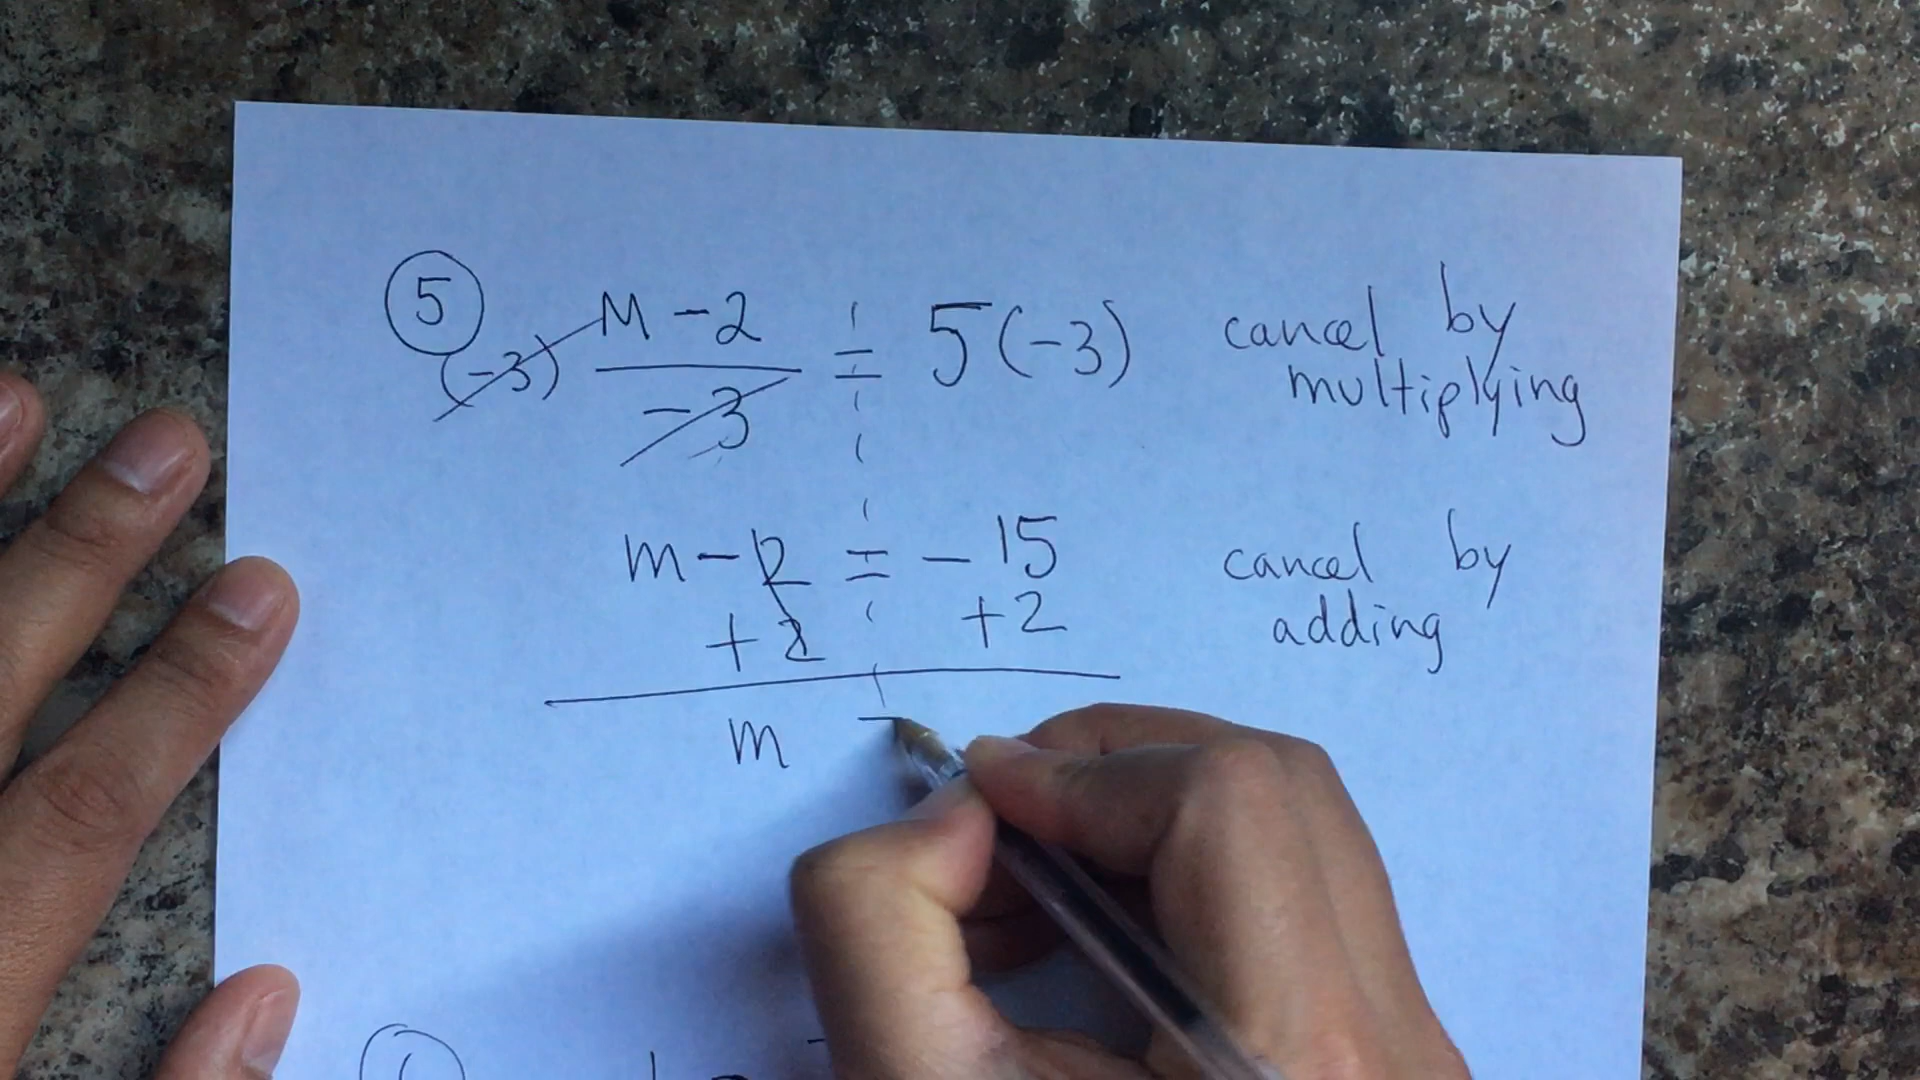 5
(-3) M - 2 = 5(-3) cancel by
-3 multiplying
m - 2 = - 15 cancel by
+ 2 + 2 adding
m